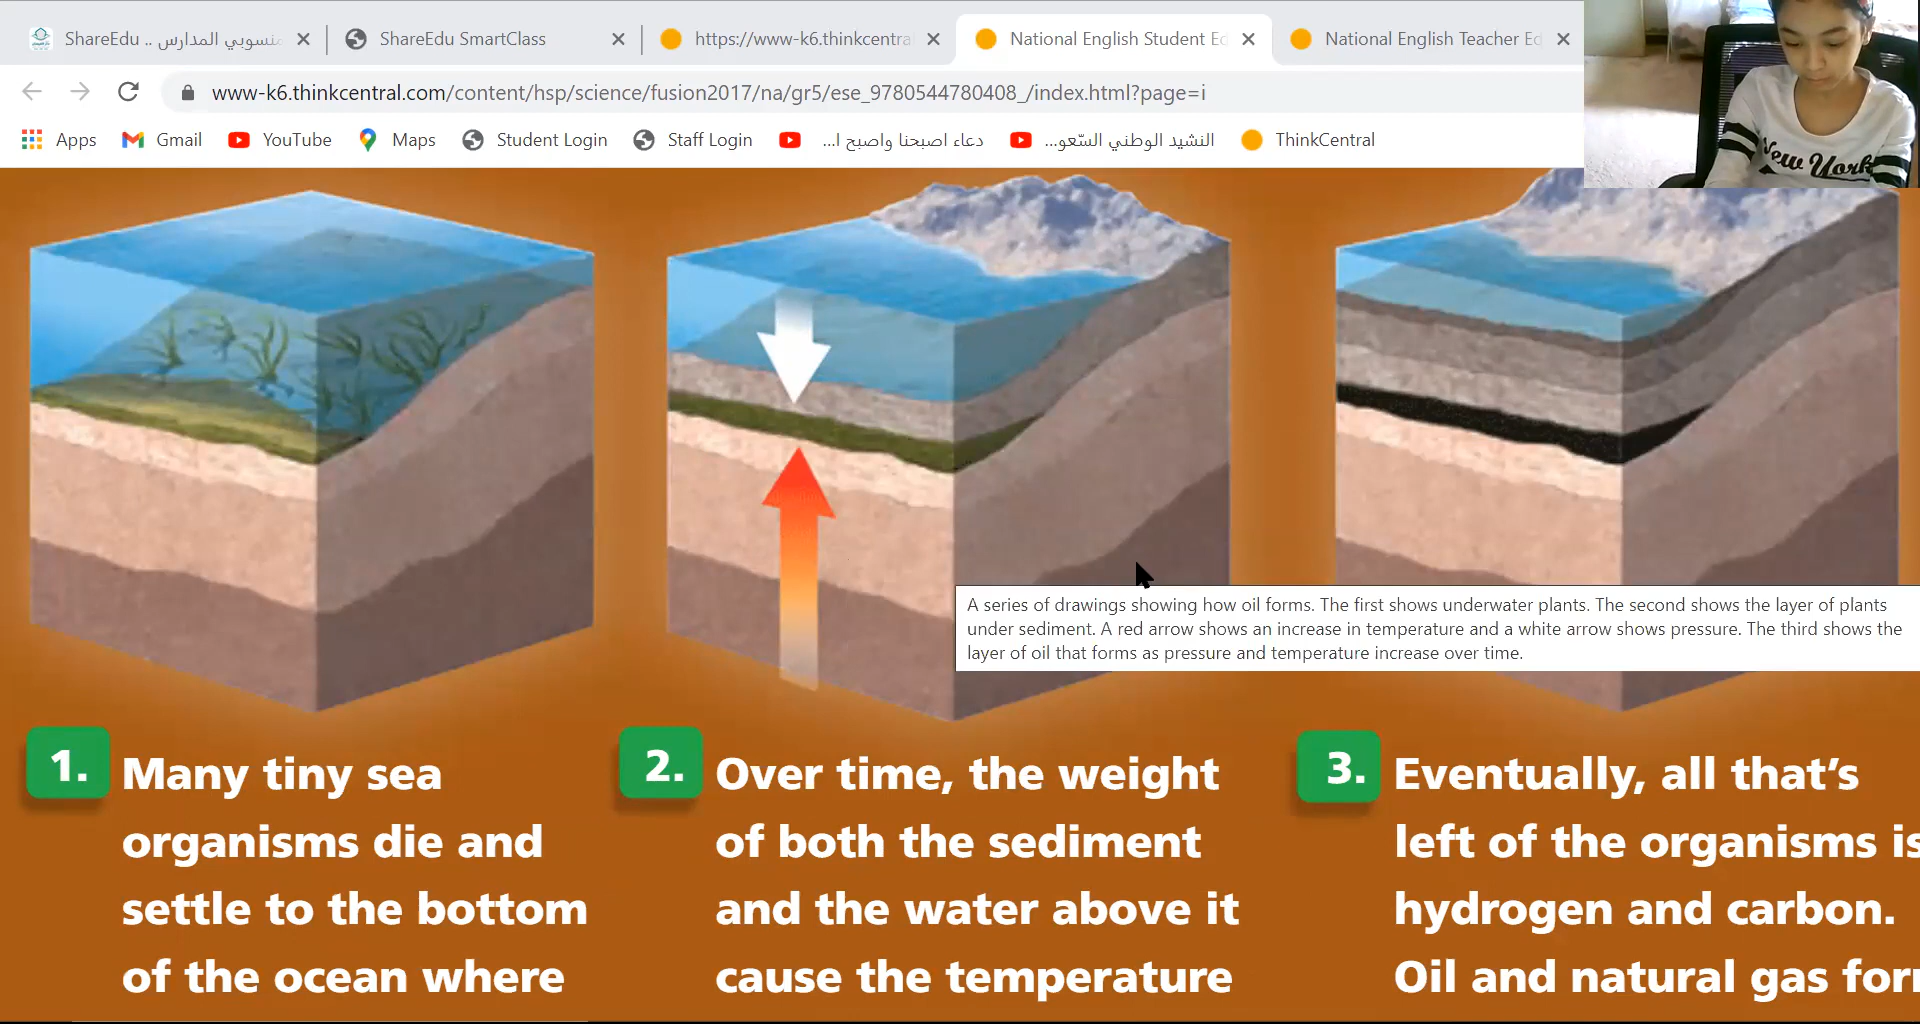 ShareEdu .. منسوبي المدارس
ShareEdu SmartClass
https://www-k6.thinkcentral
National English Student Ed
National English Teacher Ed
www-k6.thinkcentral.com/content/hsp/science/fusion2017/na/gr5/ese_9780544780408_/index.html?page=i
Apps
Gmail
YouTube
Maps
Student Login
Staff Login
دعاء اصبحنا واصبح ا...
النشيد الوطني السّعو...
ThinkCentral
New York
A series of drawings showing how oil forms. The first shows underwater plants. The second shows the layer of plants
under sediment. A red arrow shows an increase in temperature and a white arrow shows pressure. The third shows the
layer of oil that forms as pressure and temperature increase over time.
1. Many tiny sea
organisms die and
settle to the bottom
of the ocean where
2. Over time, the weight
of both the sediment
and the water above it
cause the temperature
3. Eventually, all that’s
left of the organisms is
hydrogen and carbon.
Oil and natural gas for